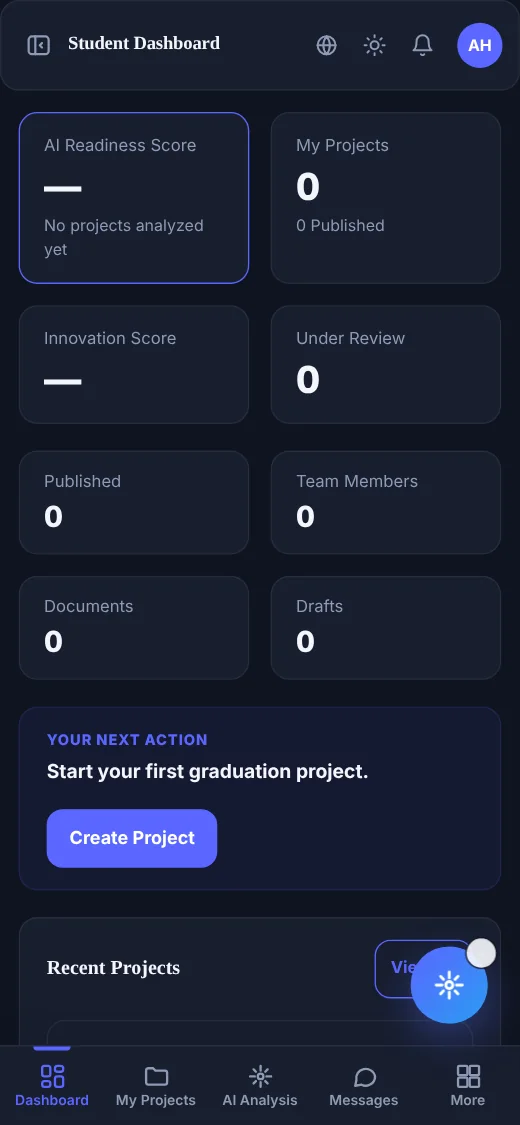 Student Dashboard
AH
AI Readiness Score
—
No projects analyzed
yet
My Projects
0
0 Published
Innovation Score
—
Under Review
0
Published
0
Team Members
0
Documents
0
Drafts
0
YOUR NEXT ACTION
Start your first graduation project.
Create Project
Recent Projects
Dashboard
My Projects
AI Analysis
Messages
More